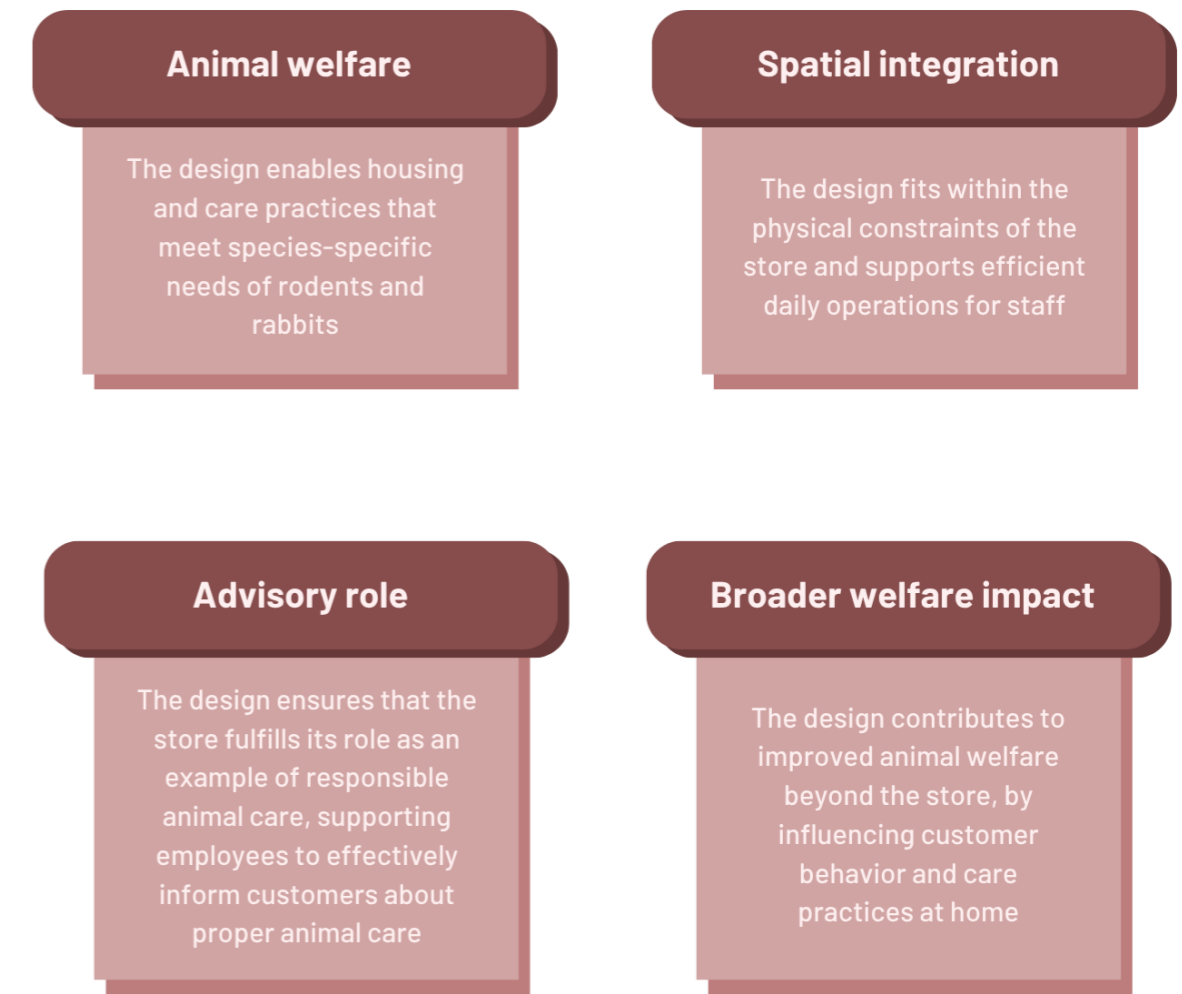 Animal welfare
The design enables housing
and care practices that
meet species-specific
needs of rodents and
rabbits
Spatial integration
The design fits within the
physical constraints of the
store and supports efficient
daily operations for staff
Advisory role
The design ensures that the
store fulfills its role as an
example of responsible
animal care, supporting
employees to effectively
inform customers about
proper animal care
Broader welfare impact
The design contributes to
improved animal welfare
beyond the store, by
influencing customer
behavior and care
practices at home